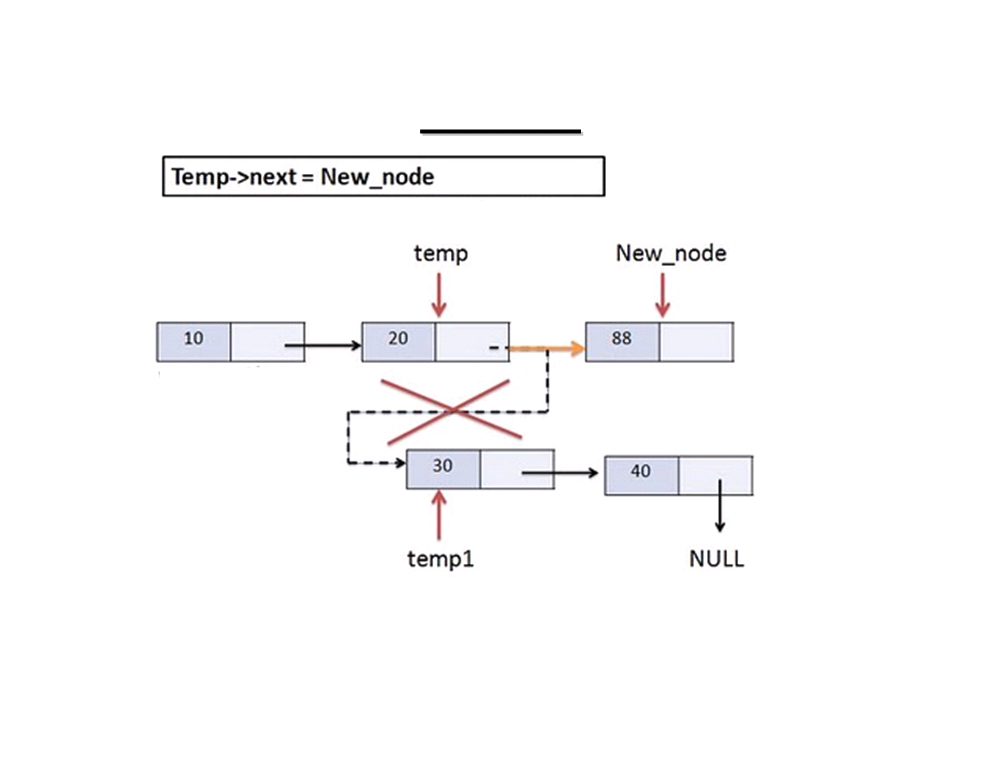 Temp->next = New_node
temp
New_node
10
20
88
30
40
temp1
NULL